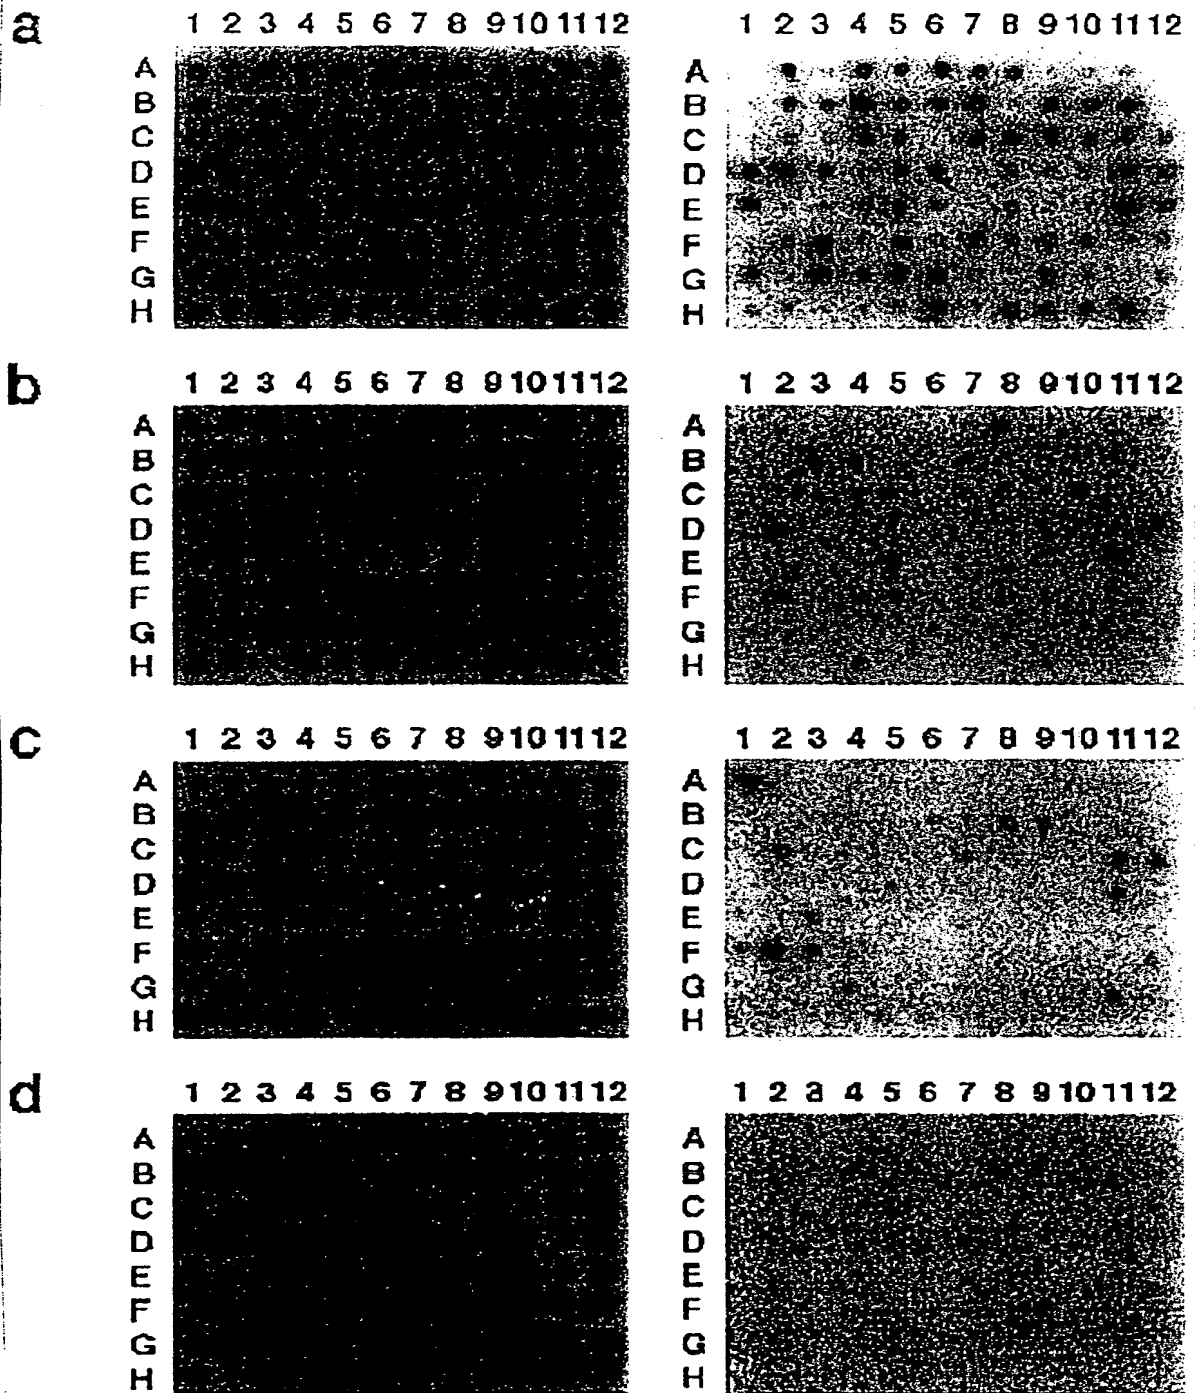 a 1 2 3 4 5 6 7 8 9 10 11 12 1 2 3 4 5 6 7 8 9 10 11 12
A A
B B
C C
D D
E E
F F
G G
H H
b 1 2 3 4 5 6 7 8 9 10 11 12 1 2 3 4 5 6 7 8 9 10 11 12
A A
B B
C C
D D
E E
F F
G G
H H
c 1 2 3 4 5 6 7 8 9 10 11 12 1 2 3 4 5 6 7 8 9 10 11 12
A A
B B
C C
D D
E E
F F
G G
H H
d 1 2 3 4 5 6 7 8 9 10 11 12 1 2 3 4 5 6 7 8 9 10 11 12
A A
B B
C C
D D
E E
F F
G G
H H